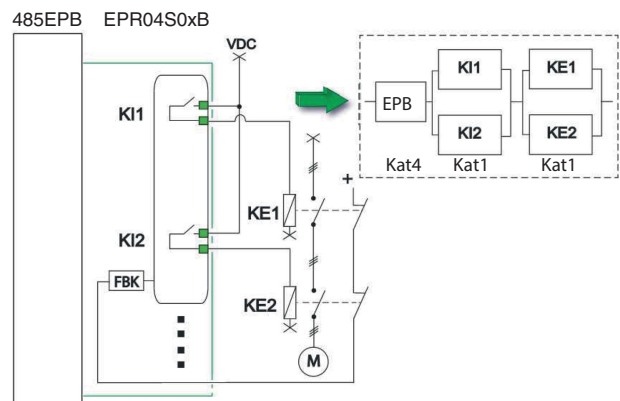 485EPB EPR04S0xB
VDC
KI1
KI2
FBK
KE1
KE2
+
M
EPB
KI1
KE1
KI2
KE2
Kat4 Kat1 Kat1